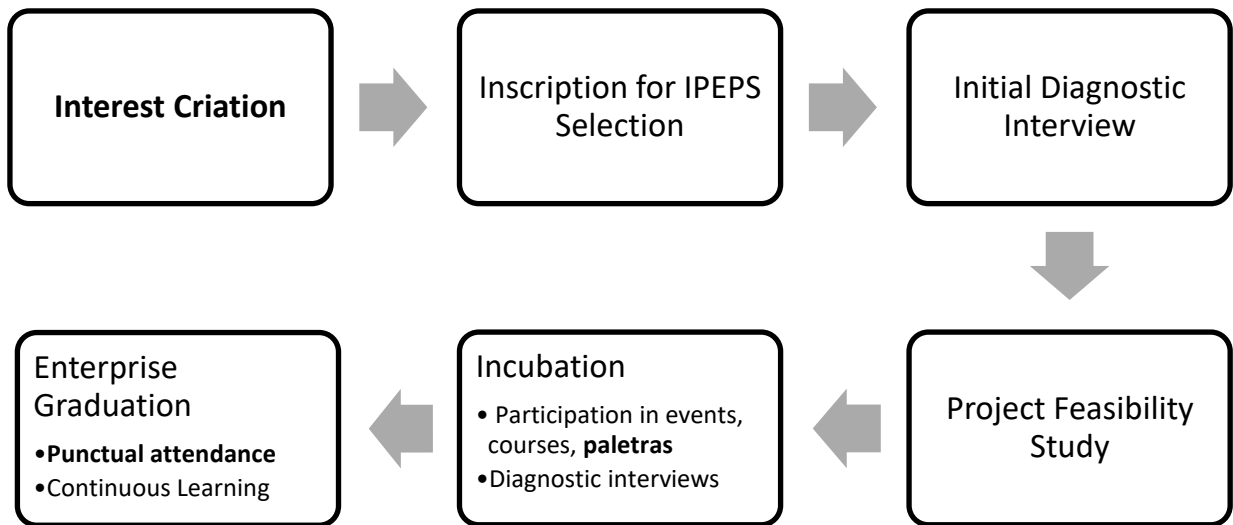 Interest Criation
Inscription for IPEPS
Selection
Initial Diagnostic
Interview
Project Feasibility
Study
Incubation
• Participation in events,
courses, paletras
•Diagnostic interviews
Enterprise
Graduation
•Punctual attendance
•Continuous Learning